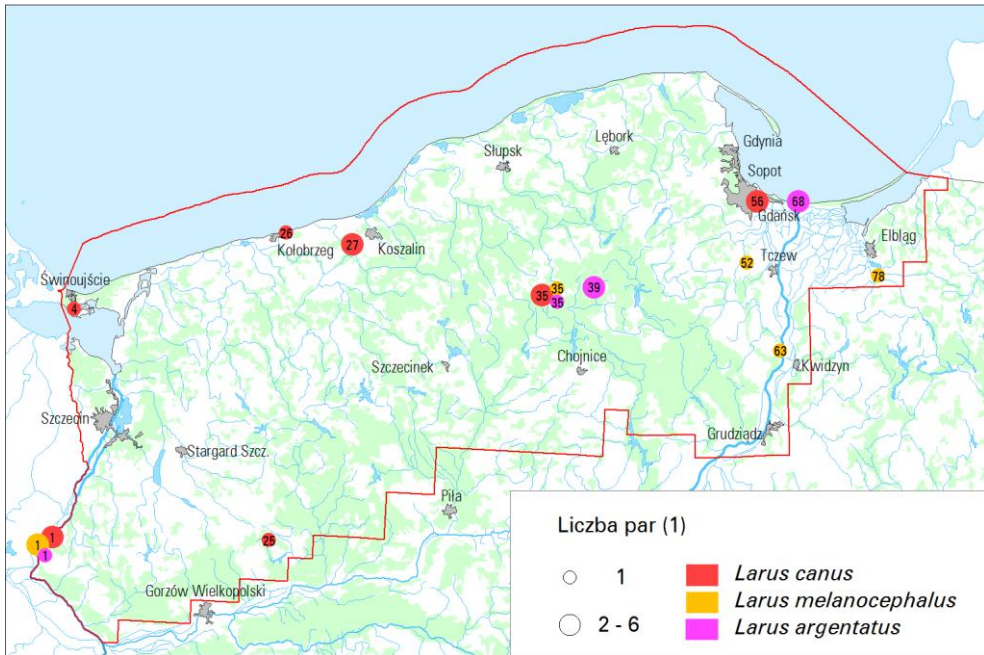 Lębork
Słupsk
Gdynia
Sopot
56
68
Gdańsk
26
Kołobrzeg
27
Koszalin
Elbląg
52
Tczew
78
Świnoujście
4
35
35
35
39
63
Kwidzyn
Szczecinek
Chojnice
Szczecin
Grudziądz
Stargard Szcz.
Piła
1
1
1
25
Gorzów Wielkopolski
Liczba par (1)
1
2 - 6
Larus canus
Larus melanocephalus
Larus argentatus